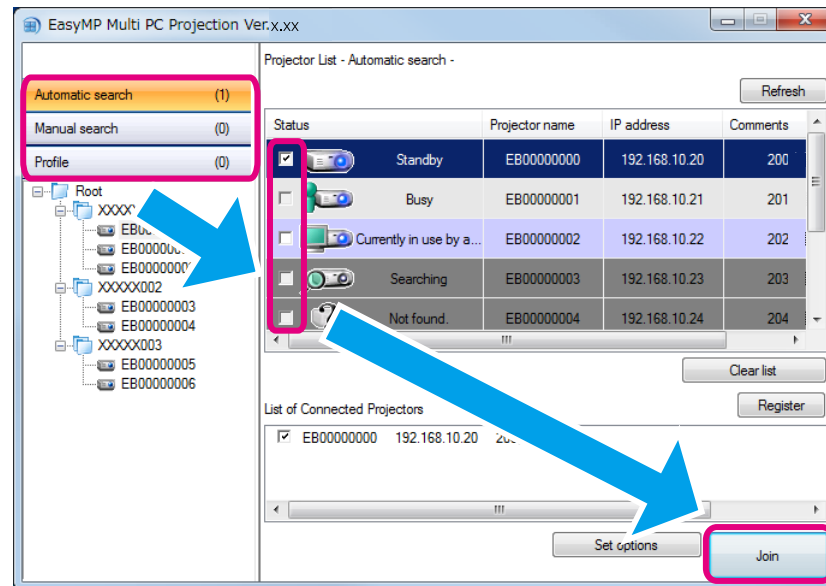 EasyMP Multi PC Projection Ver.x.xx
Projector List - Automatic search -
Refresh
Automatic search (1)
Manual search (0)
Profile (0)
Status Projector name IP address Comments
Standby EB00000000 192.168.10.20 200
Busy EB00000001 192.168.10.21 201
Currently in use by a... EB00000002 192.168.10.22 202
Searching EB00000003 192.168.10.23 203
Not found. EB00000004 192.168.10.24 204
Root
XXXXX002
EB00000003
EB00000004
XXXXX003
EB00000005
EB00000006
Clear list
Register
List of Connected Projectors
EB00000000 192.168.10.20
Set options
Join